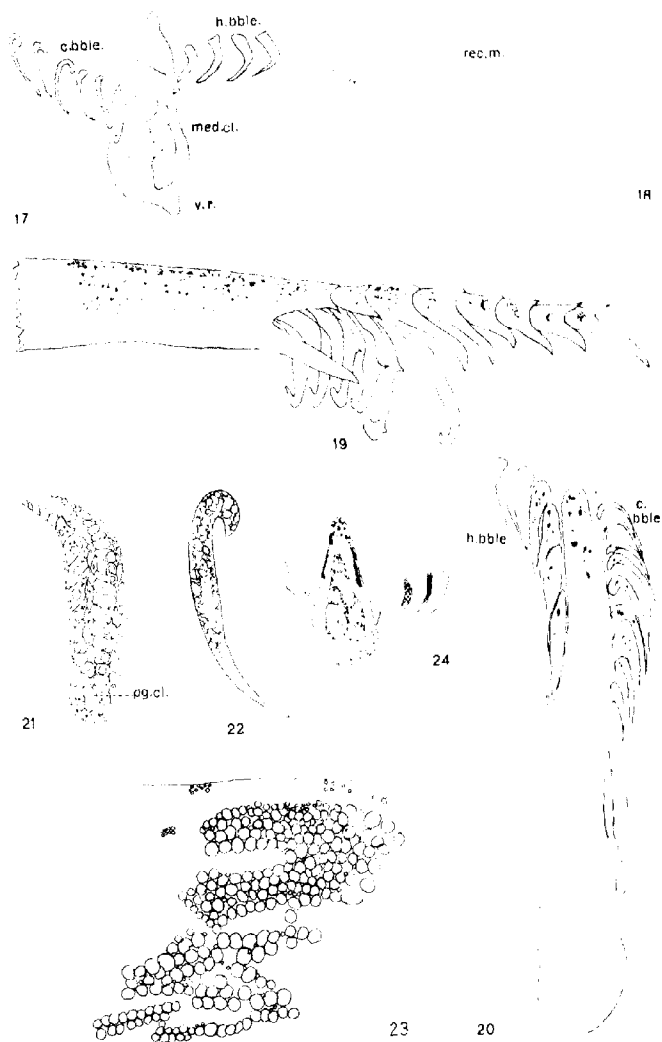 h.bble.
c.bble.
rec.m.
med.cl.
y.r.
18
17
19
c.
bble
h.bble
24
pg.cl.
21
22
23
20